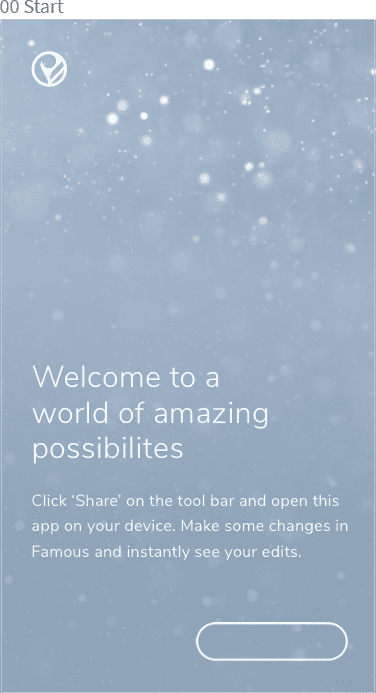 00 Start
Welcome to a
world of amazing
possibilites
Click ‘Share’ on the tool bar and open this
app on your device. Make some changes in
Famous and instantly see your edits.